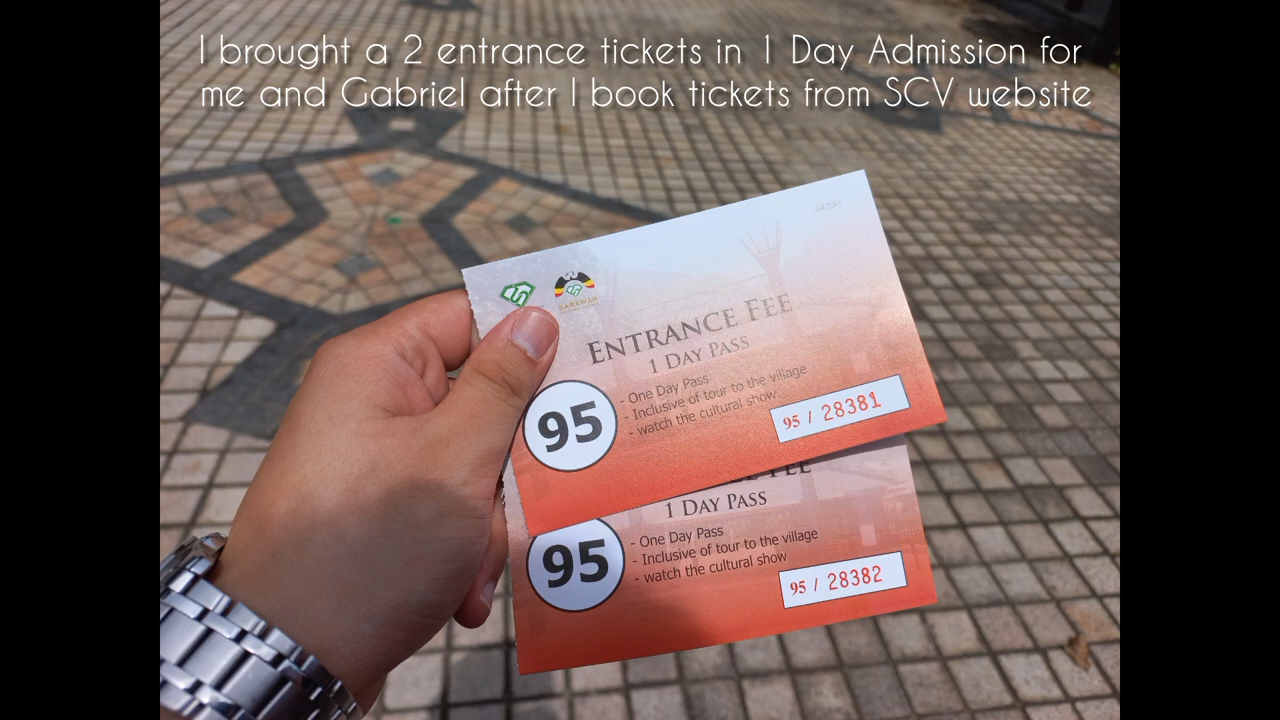 I brought a 2 entrance tickets in 1 Day Admission for
me and Gabriel after I book tickets from SCV website
SARAWAK
ENTRANCE FEE
1 DAY PASS
95
- One Day Pass
- Inclusive of tour to the village
- watch the cultural show
95 / 28381
FEE
1 DAY PASS
95
- One Day Pass
- Inclusive of tour to the village
- watch the cultural show
95 / 28382